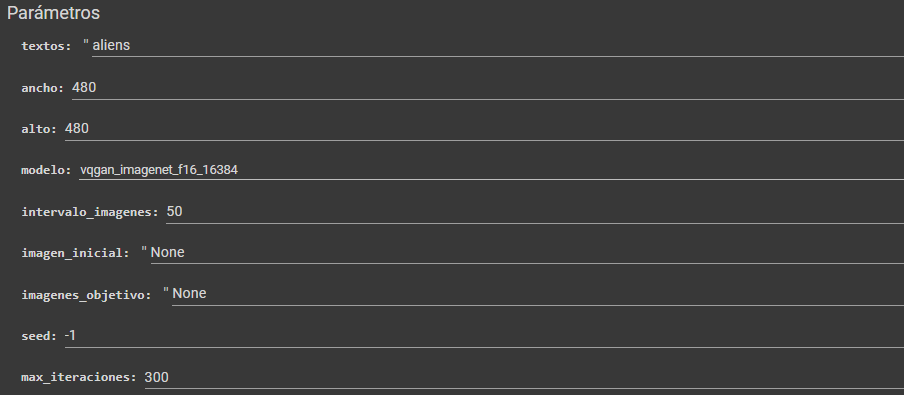 Parámetros
textos: " aliens
ancho: 480
alto: 480
modelo: vqgan_imagenet_f16_16384
intervalo_imagenes: 50
imagen_inicial: " None
imagenes_objetivo: " None
seed: -1
max_iteraciones: 300